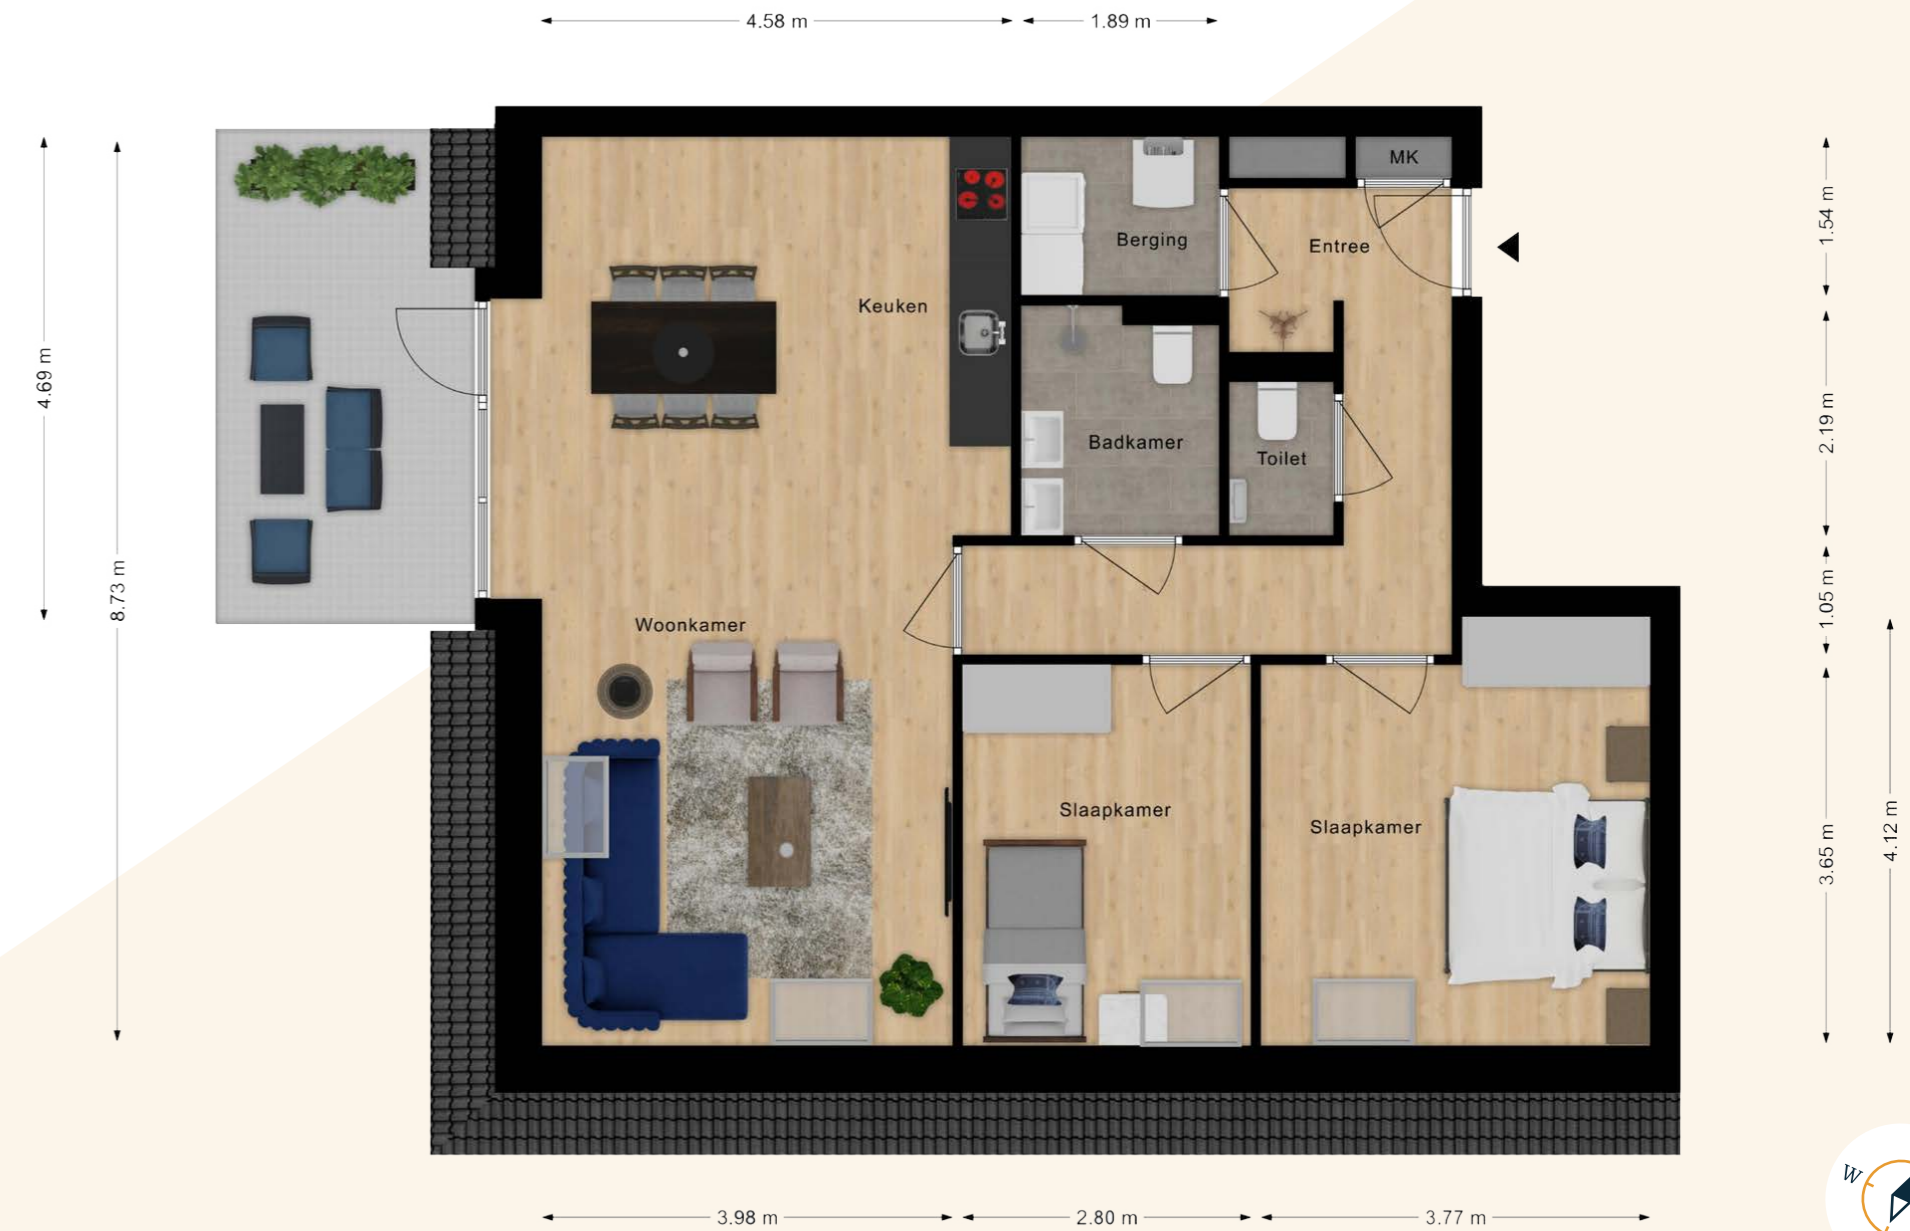 4.58 m
1.89 m
MK
Berging
Entree
Keuken
Badkamer
Toilet
Woonkamer
Slaapkamer
Slaapkamer
4.69 m
8.73 m
1.54 m
2.19 m
1.05 m
3.65 m
4.12 m
W
3.98 m
2.80 m
3.77 m